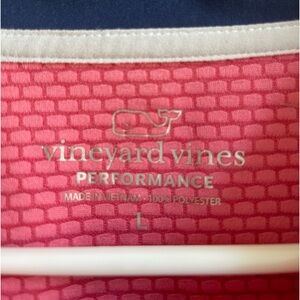 vineyard vines
PERFORMANCE
MADE IN VIETNAM · 100% POLYESTER
L